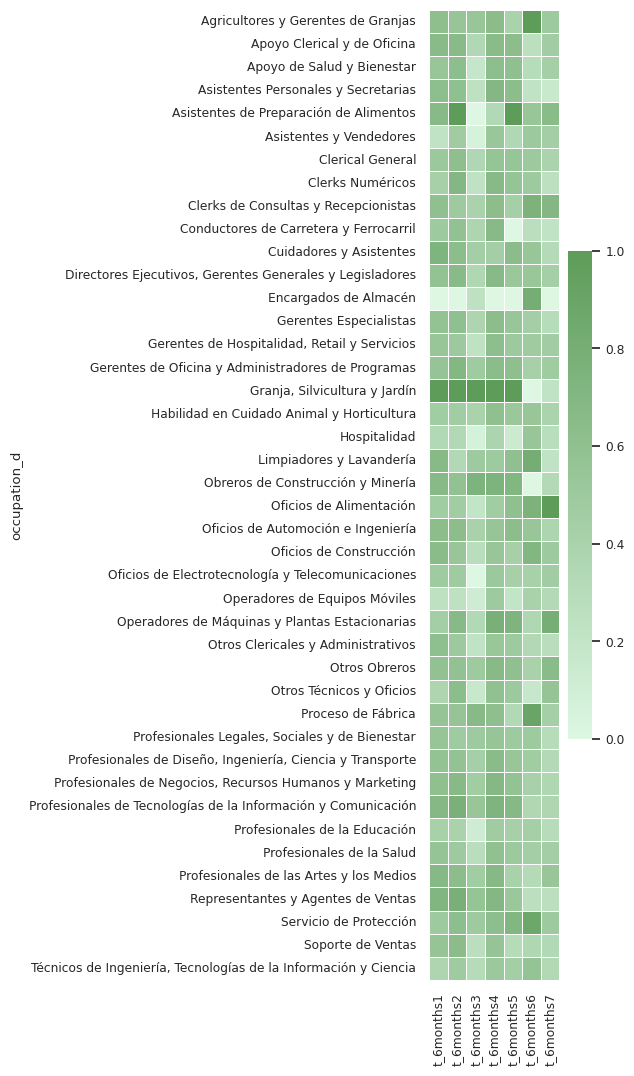 Agricultores y Gerentes de Granjas
Apoyo Clerical y de Oficina
Apoyo de Salud y Bienestar
Asistentes Personales y Secretarias
Asistentes de Preparación de Alimentos
Asistentes y Vendedores
Clerical General
Clerks Numéricos
Clerks de Consultas y Recepcionistas
Conductores de Carretera y Ferrocarril
Cuidadores y Asistentes
Directores Ejecutivos, Gerentes Generales y Legisladores
Encargados de Almacén
Gerentes Especialistas
Gerentes de Hospitalidad, Retail y Servicios
Gerentes de Oficina y Administradores de Programas
Granja, Silvicultura y Jardín
Habilidad en Cuidado Animal y Horticultura
Hospitalidad
Limpiadores y Lavandería
Obreros de Construcción y Minería
Oficios de Alimentación
Oficios de Automoción e Ingeniería
Oficios de Construcción
Oficios de Electrotecnología y Telecomunicaciones
Operadores de Equipos Móviles
Operadores de Máquinas y Plantas Estacionarias
Otros Clericales y Administrativos
Otros Obreros
Otros Técnicos y Oficios
Proceso de Fábrica
Profesionales Legales, Sociales y de Bienestar
Profesionales de Diseño, Ingeniería, Ciencia y Transporte
Profesionales de Negocios, Recursos Humanos y Marketing
Profesionales de Tecnologías de la Información y Comunicación
Profesionales de la Educación
Profesionales de la Salud
Profesionales de las Artes y los Medios
Representantes y Agentes de Ventas
Servicio de Protección
Soporte de Ventas
Técnicos de Ingeniería, Tecnologías de la Información y Ciencia
occupation_d
t_6months1
t_6months2
t_6months3
t_6months4
t_6months5
t_6months6
t_6months7
1.0
0.8
0.6
0.4
0.2
0.0